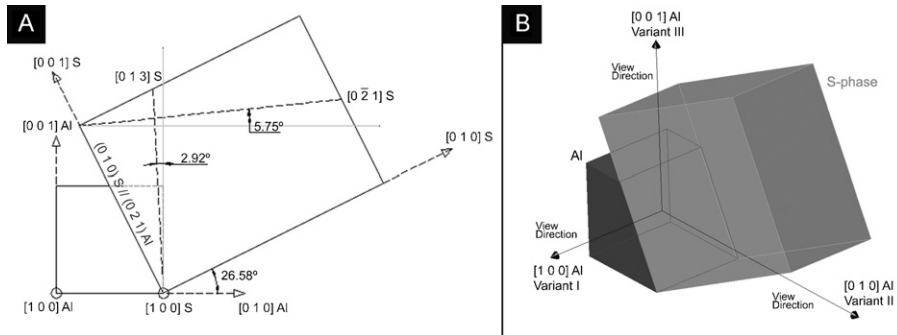 A
[0 0 1] S
[0 1 3] S
[0 2̄ 1] S
[0 0 1] Al
5.75º
[0 1 0] S
2.92º
(0 1 0) S // (0 2 1) Al
26.58º
[1 0 0] Al
[1 0 0] S
[0 1 0] Al
B
[0 0 1] Al
Variant III
View
Direction
S-phase
Al
View
Direction
[1 0 0] Al
Variant I
View
Direction
[0 1 0] Al
Variant II